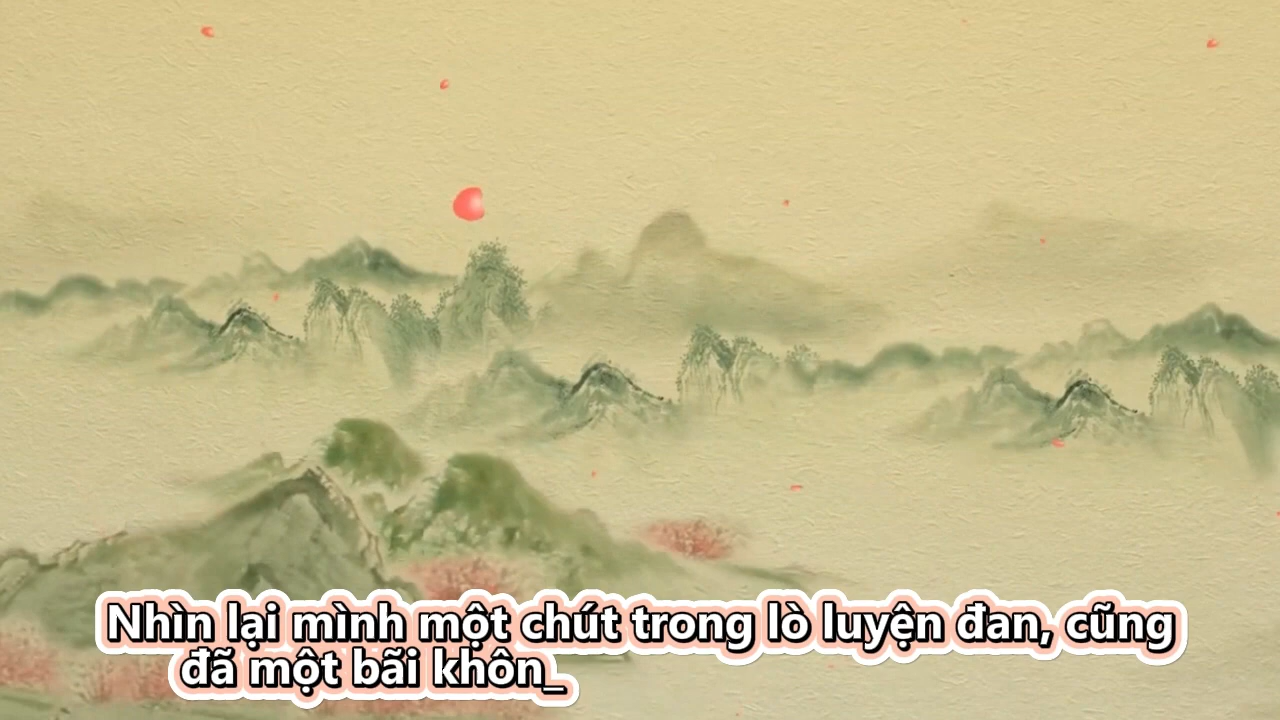 Nhìn lại mình một chút trong lò luyện đan, cũng
đã một bãi khôn_